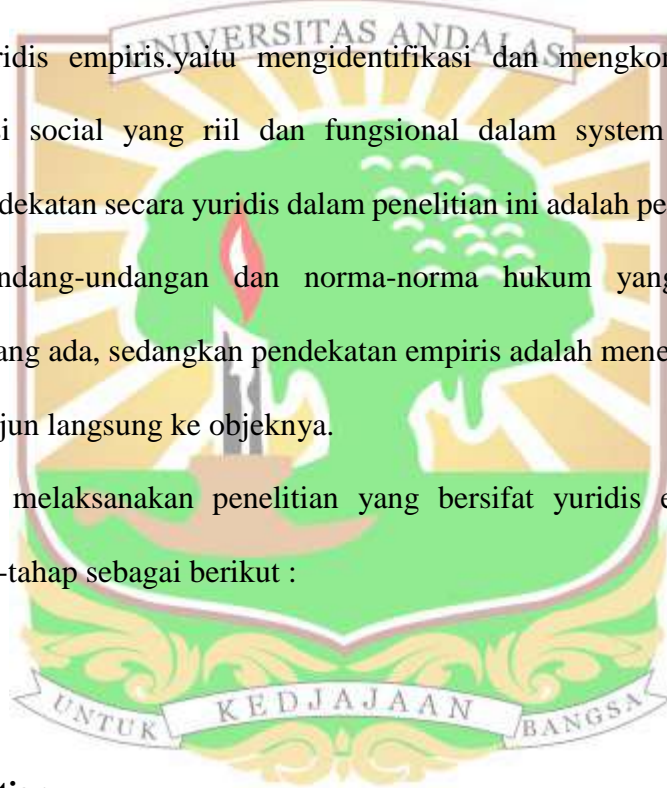 UNIVERSITAS ANDALAS
ridis empiris.yaitu mengidentifikasi dan mengkon
si social yang riil dan fungsional dalam system
dekatan secara yuridis dalam penelitian ini adalah pe
ndang-undangan dan norma-norma hukum yang
ang ada, sedangkan pendekatan empiris adalah mene
jun langsung ke objeknya.
melaksanakan penelitian yang bersifat yuridis e
-tahap sebagai berikut :
UNTUK KEDJAJAAN BANGSA